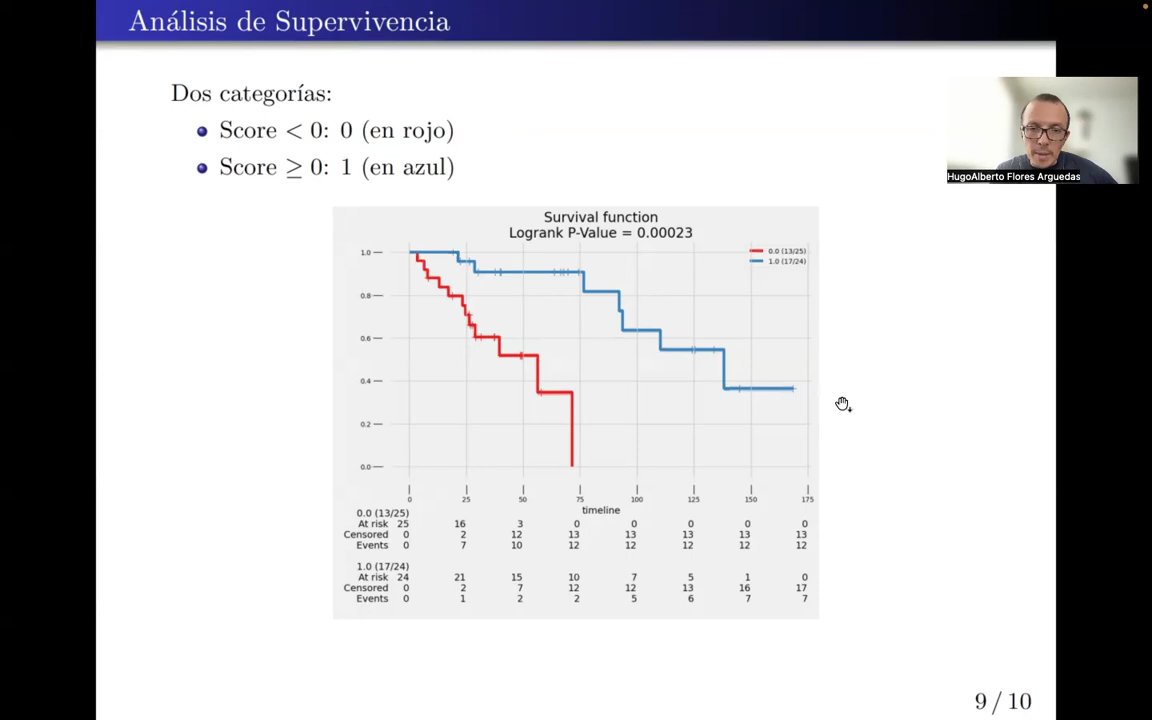 Análisis de Supervivencia
Dos categorías:
Score < 0: 0 (en rojo)
Score ≥ 0: 1 (en azul)
HugoAlberto Flores Arguedas
Survival function
Logrank P-Value = 0.00023
0.0 (13/25)
1.0 (17/24)
1.0
0.8
0.6
0.4
0.2
0.0
0 25 50 75 100 125 150 175
timeline
0.0 (13/25)
At risk 25 16 3 0 0 0 0 0
Censored 0 2 12 13 13 13 13 13
Events 0 7 10 12 12 12 12 12
1.0 (17/24)
At risk 24 21 15 10 7 5 1 0
Censored 0 2 7 12 12 13 16 17
Events 0 1 2 2 5 6 7 7
9 / 10